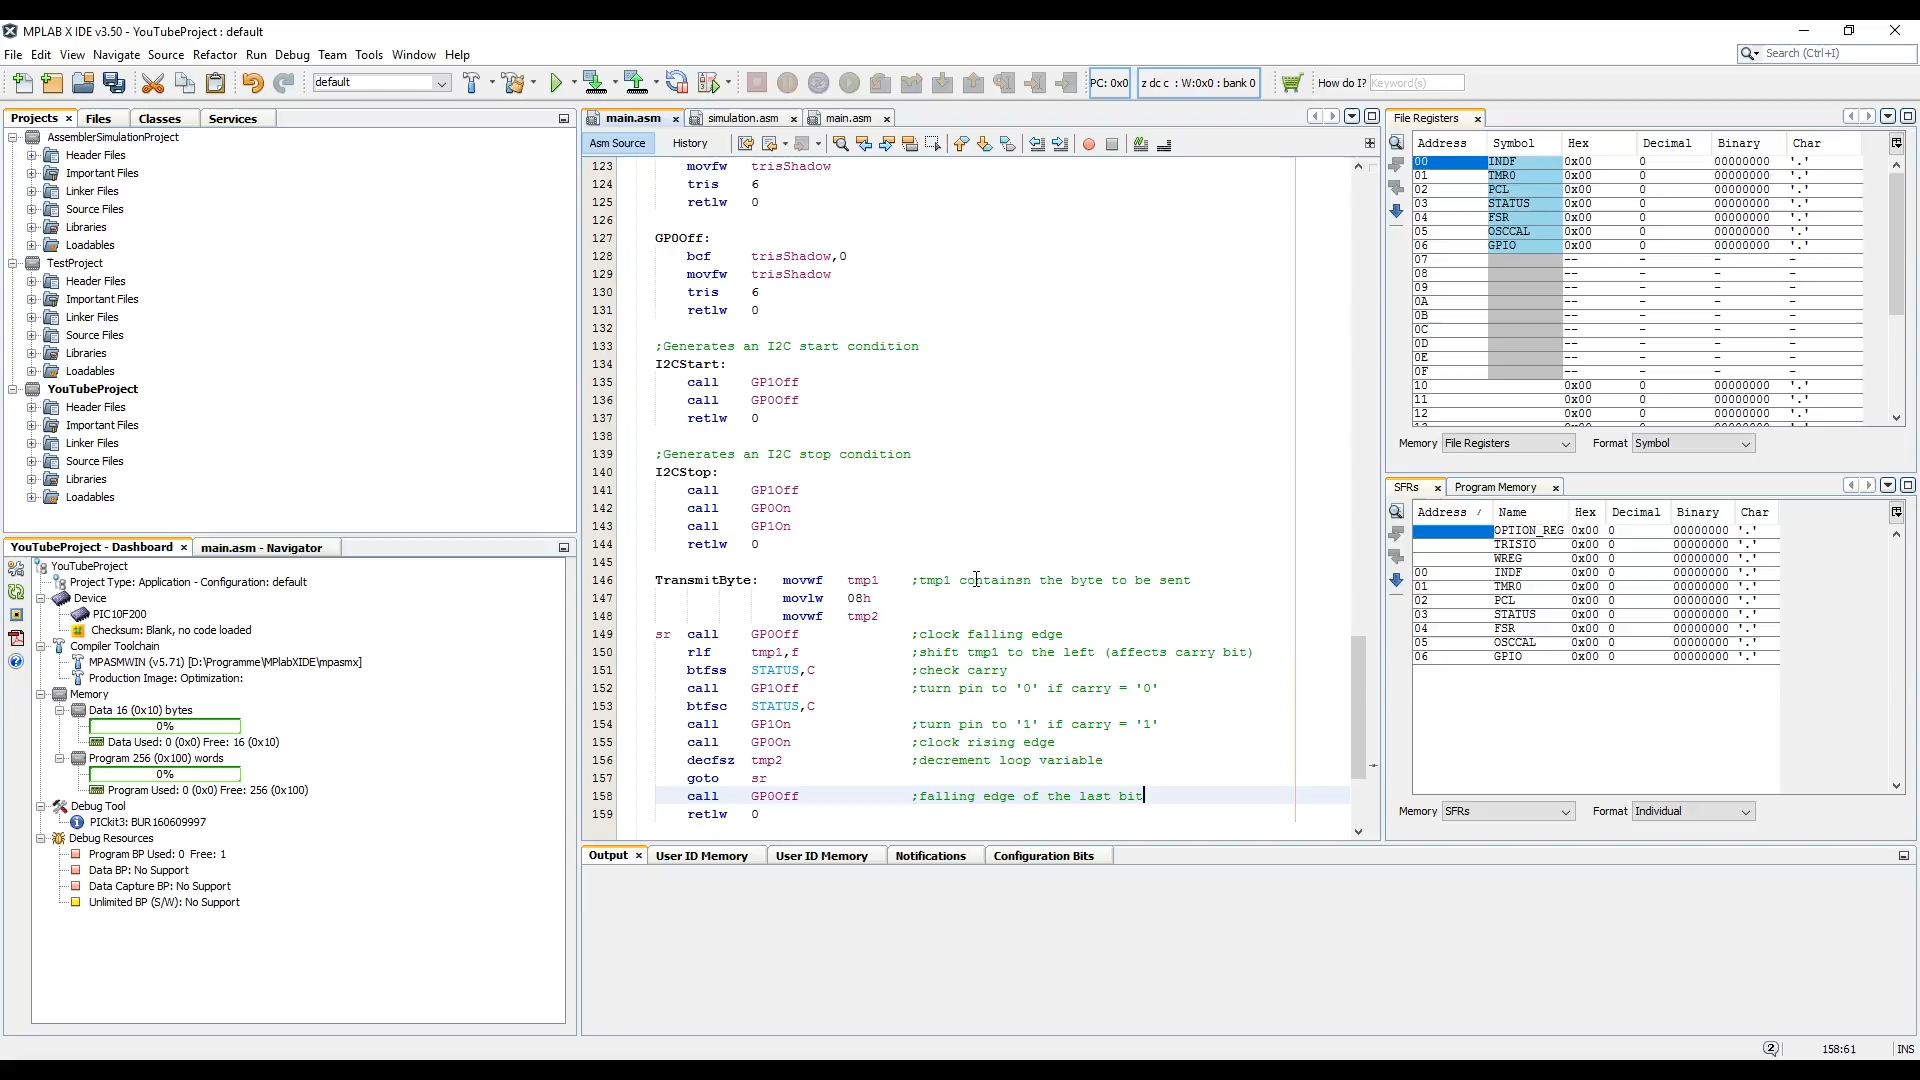 MPLAB X IDE v3.50 - YouTubeProject : default
File Edit View Navigate Source Refactor Run Debug Team Tools Window Help
Search (Ctrl+I)
default
PC: 0x0
z dc c : W:0x0 : bank 0
How do I?
Keyword(s)
Projects
Files
Classes
Services
AssemblerSimulationProject
Header Files
Important Files
Linker Files
Source Files
Libraries
Loadables
TestProject
Header Files
Important Files
Linker Files
Source Files
Libraries
Loadables
YouTubeProject
Header Files
Important Files
Linker Files
Source Files
Libraries
Loadables
YouTubeProject - Dashboard
main.asm - Navigator
YouTubeProject
Project Type: Application - Configuration: default
Device
PIC10F200
Checksum: Blank, no code loaded
Compiler Toolchain
MPASMWIN (v5.71) [D:\Programme\MPlabXIDE\mpasmx]
Production Image: Optimization:
Memory
Data 16 (0x10) bytes
0%
Data Used: 0 (0x0) Free: 16 (0x10)
Program 256 (0x100) words
0%
Program Used: 0 (0x0) Free: 256 (0x100)
Debug Tool
PICkit3: BUR160609997
Debug Resources
Program BP Used: 0 Free: 1
Data BP: No Support
Data Capture BP: No Support
Unlimited BP (S/W): No Support
main.asm
simulation.asm
main.asm
Asm Source
History
123 movfw trisShadow
124 tris 6
125 retlw 0
126
127 GP0Off:
128 bcf trisShadow,0
129 movfw trisShadow
130 tris 6
131 retlw 0
132
133 ;Generates an I2C start condition
134 I2CStart:
135 call GP1Off
136 call GP0Off
137 retlw 0
138
139 ;Generates an I2C stop condition
140 I2CStop:
141 call GP1Off
142 call GP0On
143 call GP1On
144 retlw 0
145
146 TransmitByte: movwf tmp1 ;tmp1 containsn the byte to be sent
147 movlw 08h
148 movwf tmp2
149 sr call GP0Off ;clock falling edge
150 rlf tmp1,f ;shift tmp1 to the left (affects carry bit)
151 btfss STATUS,C ;check carry
152 call GP1Off ;turn pin to '0' if carry = '0'
153 btfsc STATUS,C
154 call GP1On ;turn pin to '1' if carry = '1'
155 call GP0On ;clock rising edge
156 decfsz tmp2 ;decrement loop variable
157 goto sr
158 call GP0Off ;falling edge of the last bit
159 retlw 0
Output
User ID Memory
User ID Memory
Notifications
Configuration Bits
File Registers
Address Symbol Hex Decimal Binary Char
00 INDF 0x00 0 00000000 '.'
01 TMR0 0x00 0 00000000 '.'
02 PCL 0x00 0 00000000 '.'
03 STATUS 0x00 0 00000000 '.'
04 FSR 0x00 0 00000000 '.'
05 OSCCAL 0x00 0 00000000 '.'
06 GPIO 0x00 0 00000000 '.'
07 -- - - -
08 -- - - -
09 -- - - -
0A -- - - -
0B -- - - -
0C -- - - -
0D -- - - -
0E -- - - -
0F -- - - -
10 0x00 0 00000000 '.'
11 0x00 0 00000000 '.'
12 0x00 0 00000000 '.'
Memory File Registers Format Symbol
SFRs
Program Memory
Address / Name Hex Decimal Binary Char
OPTION_REG 0x00 0 00000000 '.'
TRISIO 0x00 0 00000000 '.'
WREG 0x00 0 00000000 '.'
00 INDF 0x00 0 00000000 '.'
01 TMR0 0x00 0 00000000 '.'
02 PCL 0x00 0 00000000 '.'
03 STATUS 0x00 0 00000000 '.'
04 FSR 0x00 0 00000000 '.'
05 OSCCAL 0x00 0 00000000 '.'
06 GPIO 0x00 0 00000000 '.'
Memory SFRs Format Individual
2
158:61
INS